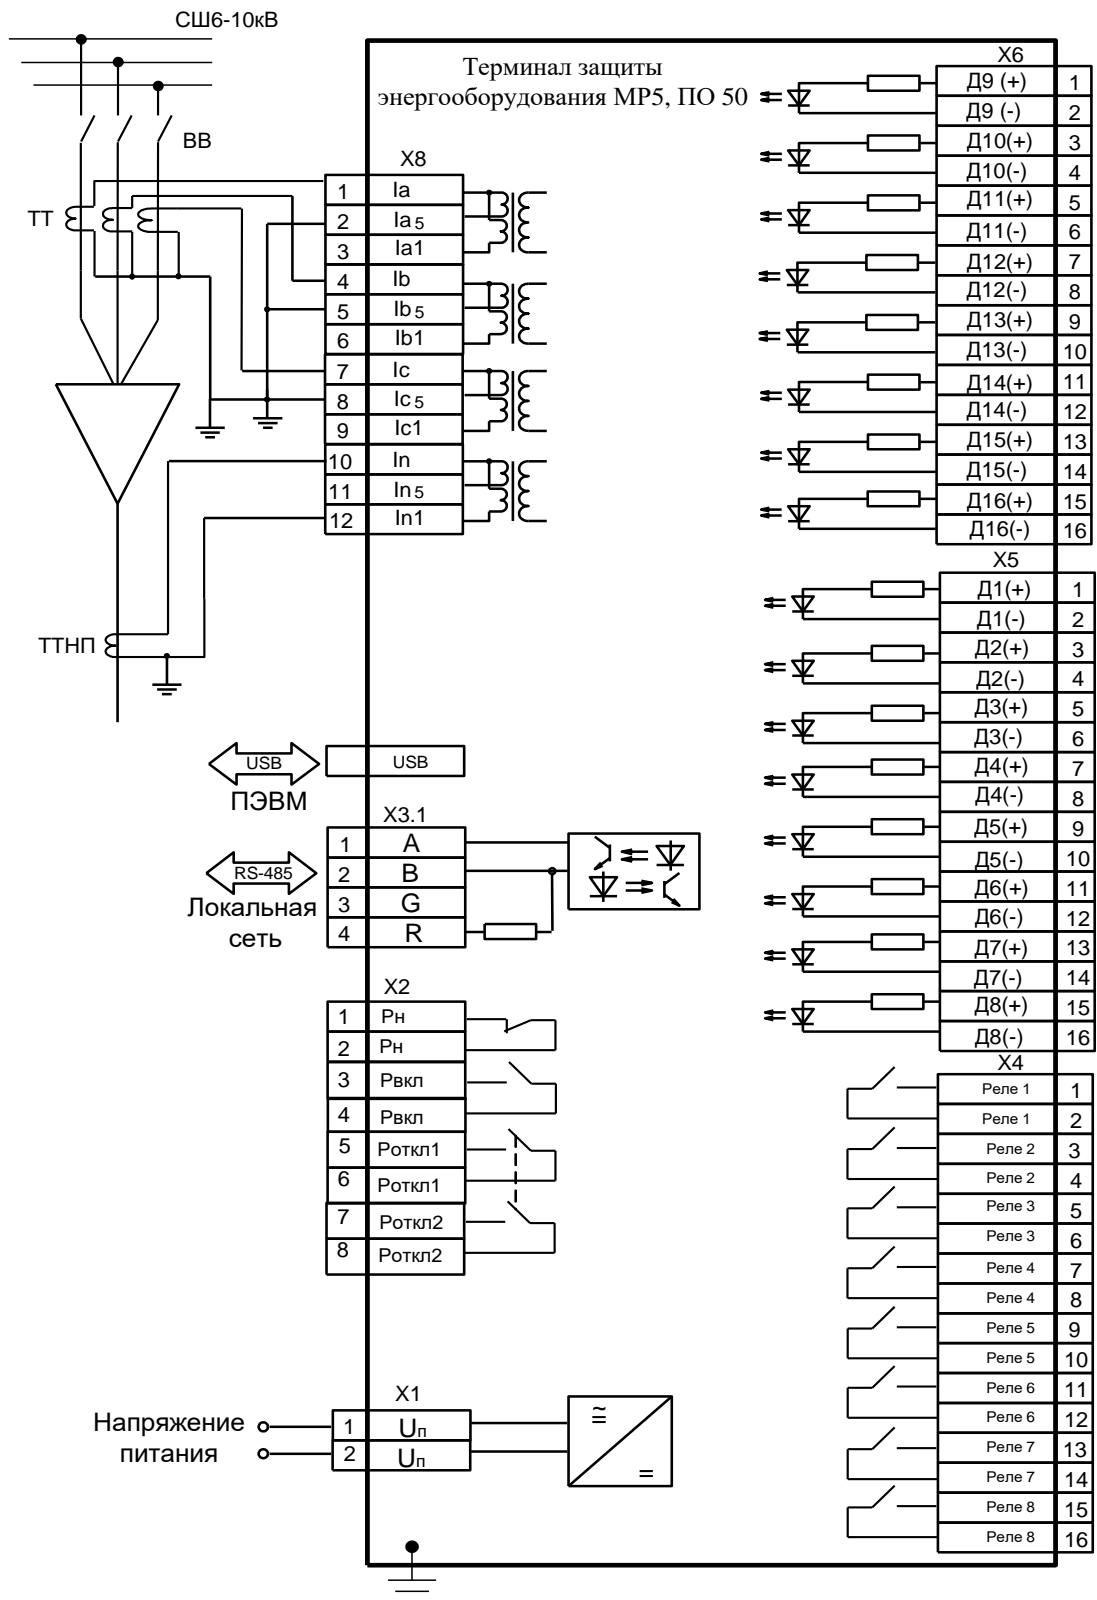 СШ6-10кВ
Терминал защиты
энергооборудования МР5, ПО 50
ВВ
ТТ
X8
1 Ia
2 Ia 5
3 Ia1
4 Ib
5 Ib 5
6 Ib1
7 Ic
8 Ic 5
9 Ic1
10 In
11 In 5
12 In1
ТТНП
USB USB
ПЭВМ
X3.1
1 A
2 B
3 G
4 R
RS-485
Локальная
сеть
X2
1 Рн
2 Рн
3 Рвкл
4 Рвкл
5 Роткл1
6 Роткл1
7 Роткл2
8 Роткл2
X1
1 Uп
2 Uп
Напряжение
питания
≃
=
X6
Д9 (+) 1
Д9 (-) 2
Д10(+) 3
Д10(-) 4
Д11(+) 5
Д11(-) 6
Д12(+) 7
Д12(-) 8
Д13(+) 9
Д13(-) 10
Д14(+) 11
Д14(-) 12
Д15(+) 13
Д15(-) 14
Д16(+) 15
Д16(-) 16
X5
Д1(+) 1
Д1(-) 2
Д2(+) 3
Д2(-) 4
Д3(+) 5
Д3(-) 6
Д4(+) 7
Д4(-) 8
Д5(+) 9
Д5(-) 10
Д6(+) 11
Д6(-) 12
Д7(+) 13
Д7(-) 14
Д8(+) 15
Д8(-) 16
X4
Реле 1 1
Реле 1 2
Реле 2 3
Реле 2 4
Реле 3 5
Реле 3 6
Реле 4 7
Реле 4 8
Реле 5 9
Реле 5 10
Реле 6 11
Реле 6 12
Реле 7 13
Реле 7 14
Реле 8 15
Реле 8 16